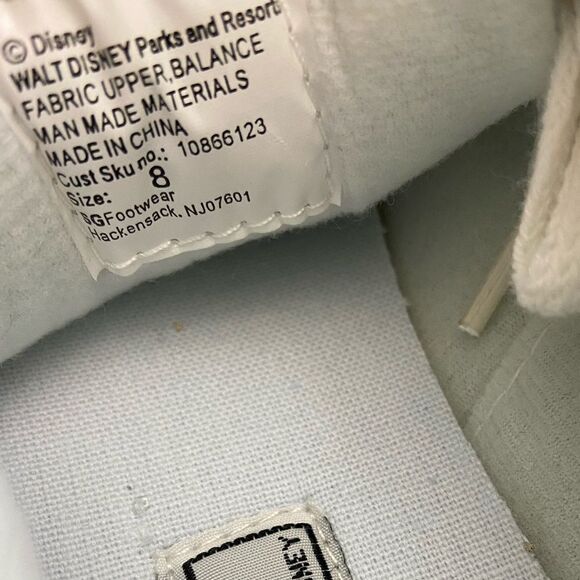 © Disney
WALT DISNEY Parks and Resort
FABRIC UPPER,BALANCE
MAN MADE MATERIALS
MADE IN CHINA
Cust Sku no.: 10866123
Size: 8
SGFootwear
Hackensack, NJ07601